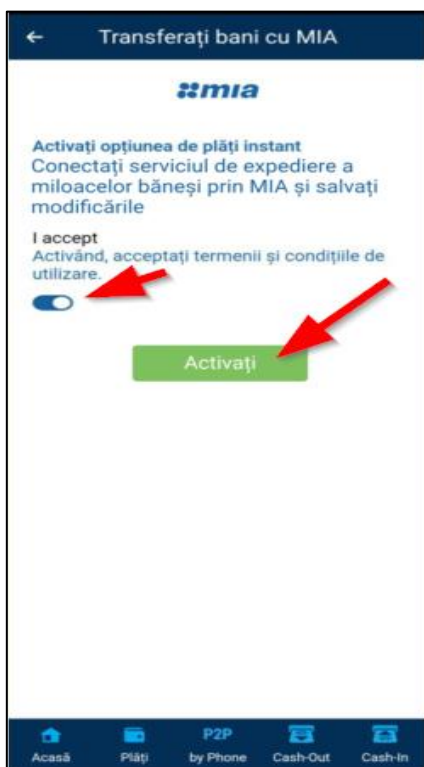 Transferați bani cu MIA
mia
Activați opțiunea de plăți instant
Conectați serviciul de expediere a
miloacelor bănești prin MIA și salvați
modificările
I accept
Activând, acceptați termenii și condițiile de
utilizare.
Activați
P2P
Acasă Plăți by Phone Cash-Out Cash-In